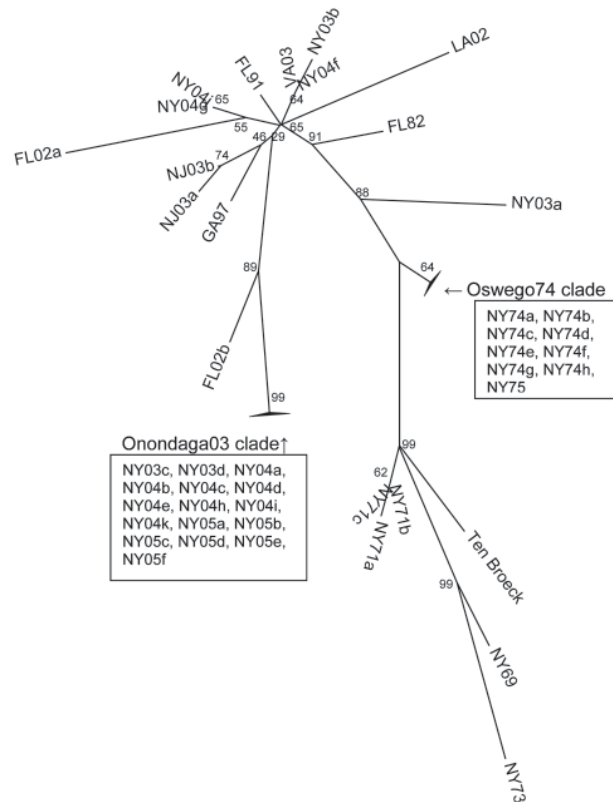 NY03b
VA03
NY04f
LA02
FL91
NY04j
NY04g
65
64
55
65
91
FL82
FL02a
46
29
NJ03b
74
NJ03a
GA97
88
NY03a
89
64
← Oswego74 clade
NY74a, NY74b,
NY74c, NY74d,
NY74e, NY74f,
NY74g, NY74h,
NY75
FL02b
99
Onondaga03 clade↑
NY03c, NY03d, NY04a,
NY04b, NY04c, NY04d,
NY04e, NY04h, NY04i,
NY04k, NY05a, NY05b,
NY05c, NY05d, NY05e,
NY05f
99
62
NY71c
NY71b
NY71a
Ten Broeck
99
NY69
NY73